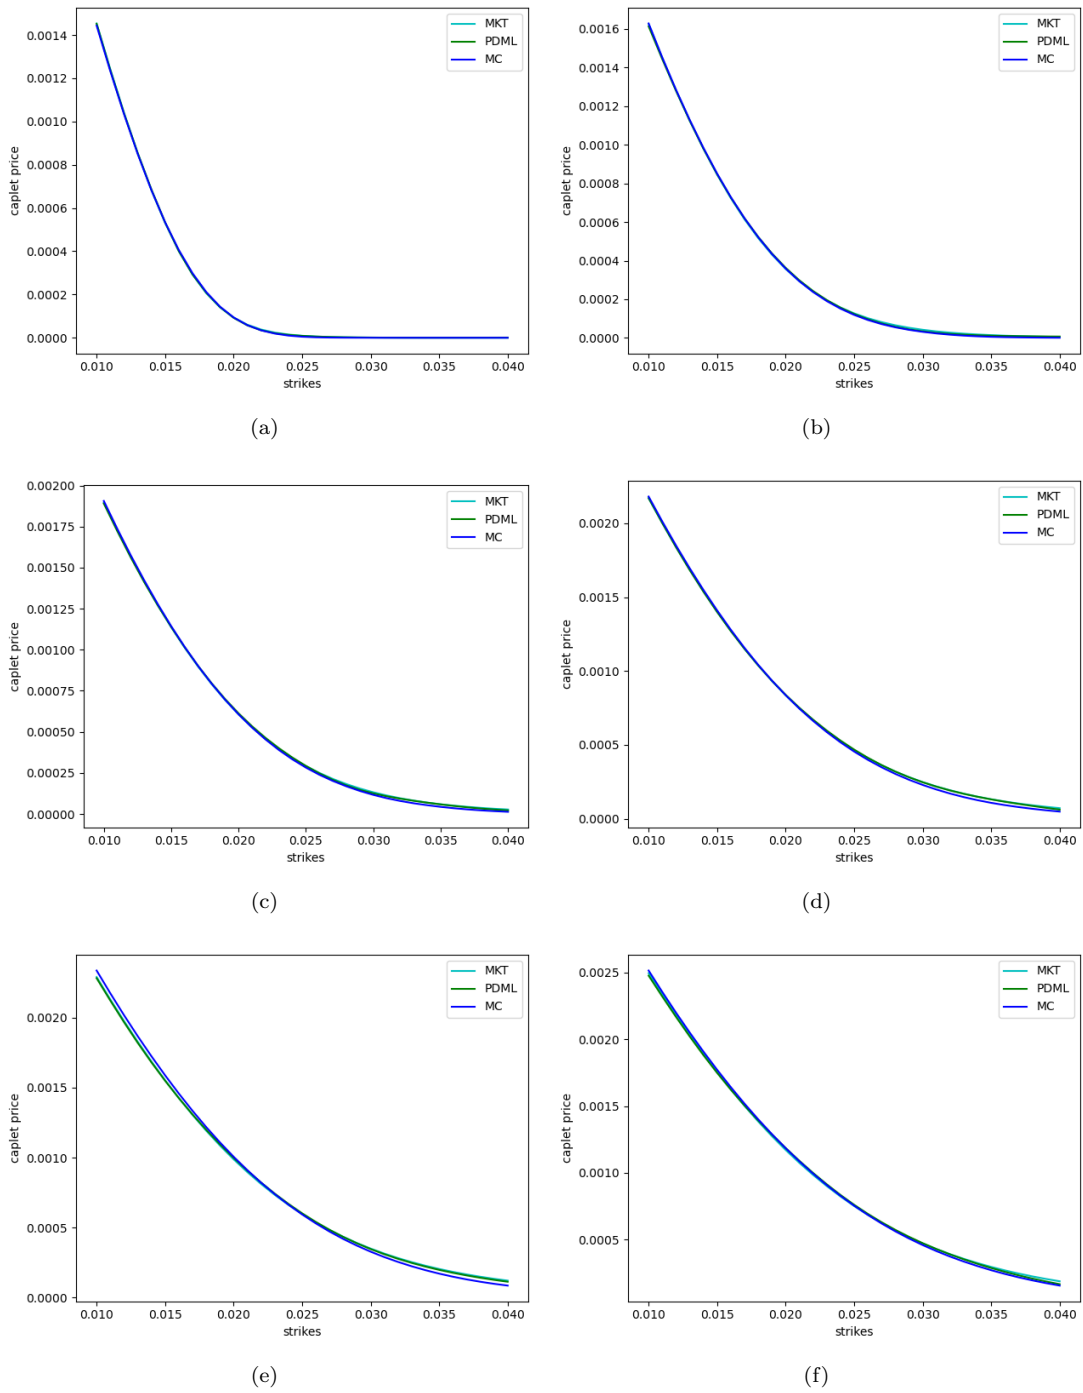 0.0014
0.0012
0.0010
0.0008
0.0006
0.0004
0.0002
0.0000
caplet price
MKT
PDML
MC
0.010 0.015 0.020 0.025 0.030 0.035 0.040
strikes
(a)
0.0016
0.0014
0.0012
0.0010
0.0008
0.0006
0.0004
0.0002
0.0000
caplet price
MKT
PDML
MC
0.010 0.015 0.020 0.025 0.030 0.035 0.040
strikes
(b)
0.00200
0.00175
0.00150
0.00125
0.00100
0.00075
0.00050
0.00025
0.00000
caplet price
MKT
PDML
MC
0.010 0.015 0.020 0.025 0.030 0.035 0.040
strikes
(c)
0.0020
0.0015
0.0010
0.0005
0.0000
caplet price
MKT
PDML
MC
0.010 0.015 0.020 0.025 0.030 0.035 0.040
strikes
(d)
0.0020
0.0015
0.0010
0.0005
0.0000
caplet price
MKT
PDML
MC
0.010 0.015 0.020 0.025 0.030 0.035 0.040
strikes
(e)
0.0025
0.0020
0.0015
0.0010
0.0005
caplet price
MKT
PDML
MC
0.010 0.015 0.020 0.025 0.030 0.035 0.040
strikes
(f)